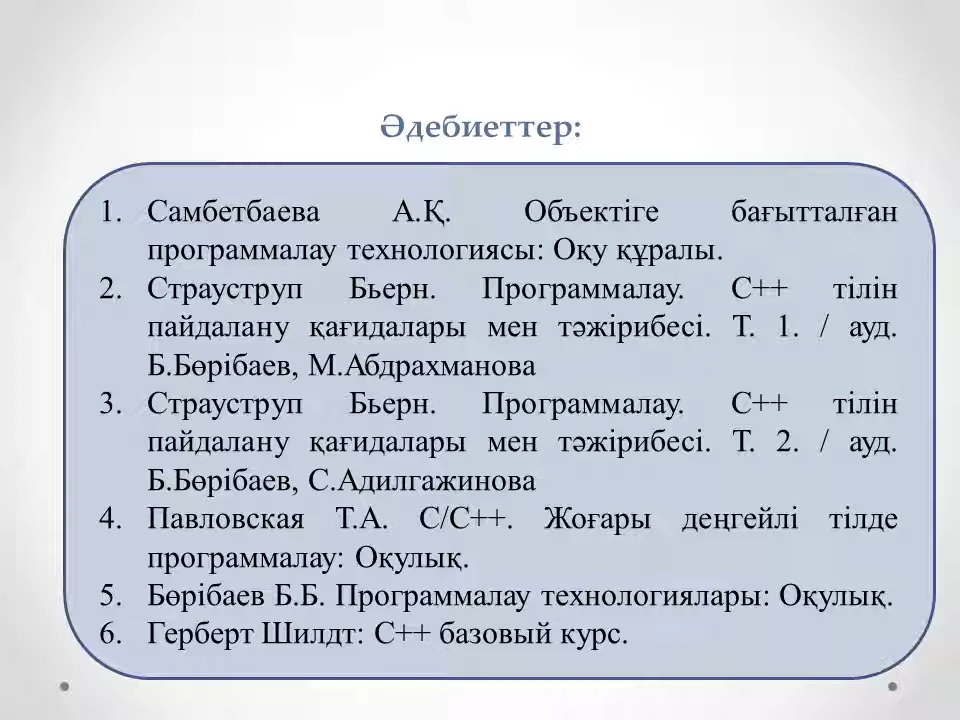 Әдебиеттер:
1. Самбетбаева А.Қ. Объектіге бағытталған
программалау технологиясы: Оқу құралы.
2. Страуструп Бьерн. Программалау. С++ тілін
пайдалану қағидалары мен тәжірибесі. Т. 1. / ауд.
Б.Бөрібаев, М.Абдрахманова
3. Страуструп Бьерн. Программалау. С++ тілін
пайдалану қағидалары мен тәжірибесі. Т. 2. / ауд.
Б.Бөрібаев, С.Адилгажинова
4. Павловская Т.А. С/С++. Жоғары деңгейлі тілде
программалау: Оқулық.
5. Бөрібаев Б.Б. Программалау технологиялары: Оқулық.
6. Герберт Шилдт: С++ базовый курс.